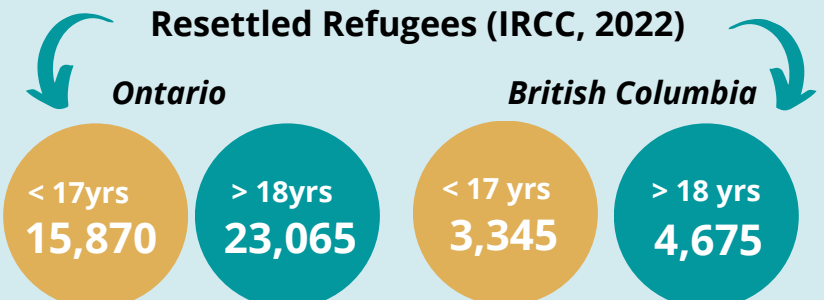 Resettled Refugees (IRCC, 2022)
Ontario
British Columbia
< 17yrs
15,870
> 18yrs
23,065
< 17 yrs
3,345
> 18 yrs
4,675